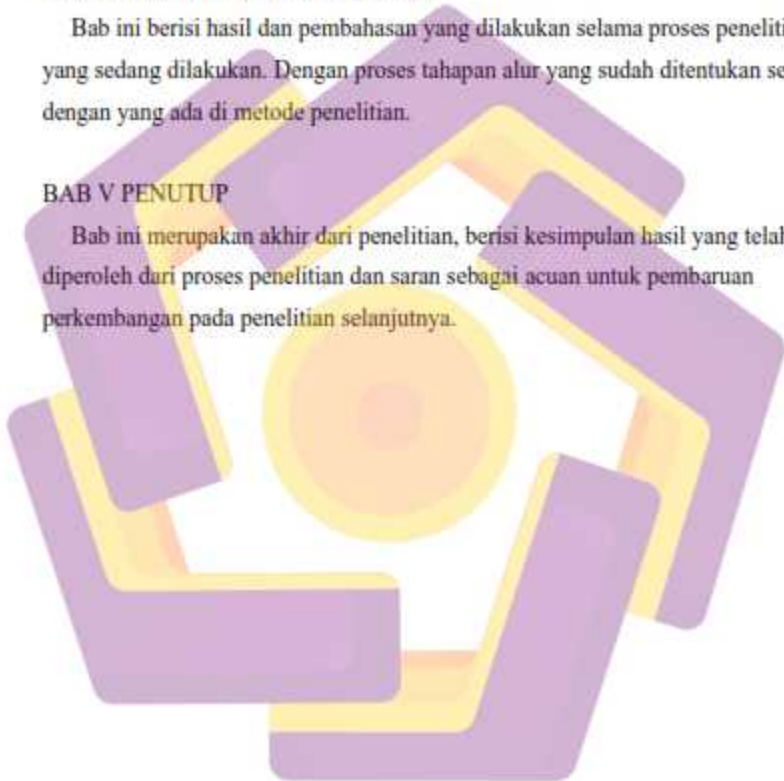 Bab ini berisi hasil dan pembahasan yang dilakukan selama proses peneliti
yang sedang dilakukan. Dengan proses tahapan alur yang sudah ditentukan se
dengan yang ada di metode penelitian.
BAB V PENUTUP
Bab ini merupakan akhir dari penelitian, berisi kesimpulan hasil yang telah
diperoleh dari proses penelitian dan saran sebagai acuan untuk pembaruan
perkembangan pada penelitian selanjutnya.